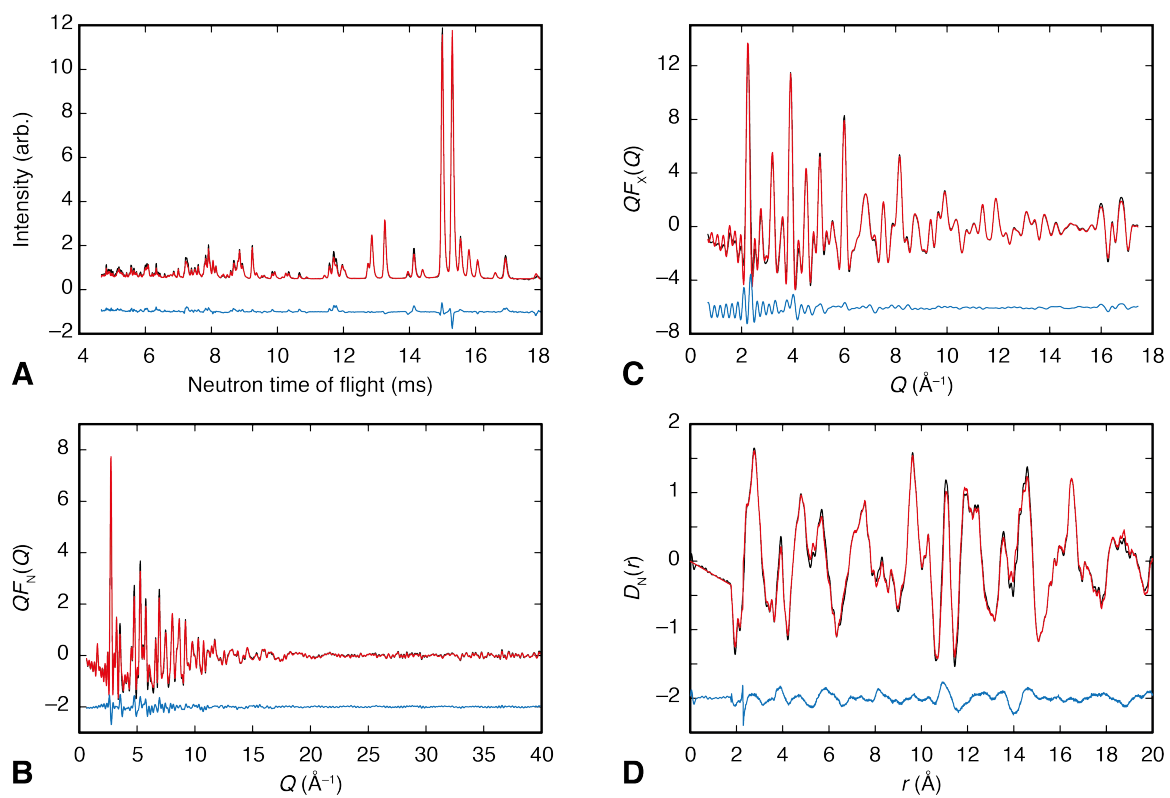 12
10
8
6
4
2
0
−2
Intensity (arb.)
4 6 8 10 12 14 16 18
Neutron time of flight (ms)
A
12
8
4
0
−4
−8
QFX(Q)
0 2 4 6 8 10 12 14 16 18
Q (Å−1)
C
8
6
4
2
0
−2
QFN(Q)
0 5 10 15 20 25 30 35 40
Q (Å−1)
B
2
1
0
−1
−2
DN(r)
0 2 4 6 8 10 12 14 16 18 20
r (Å)
D